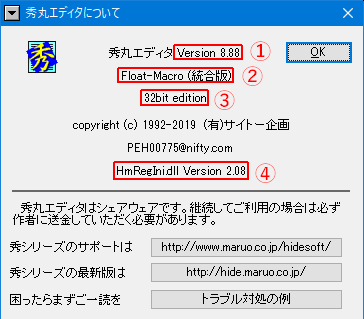 秀丸エディタについて
秀
秀丸エディタ Version 8.88 ①
OK
Float-Macro (統合版) ②
32bit edition ③
copyright (c) 1992-2019 (有)サイトー企画
PEH00775@nifty.com
HmRegIni.dll Version 2.08 ④
秀丸エディタはシェアウェアです。継続してご利用の場合は必ず
作者に送金していただく必要があります。
秀シリーズのサポートは http://www.maruo.co.jp/hidesoft/
秀シリーズの最新版は http://hide.maruo.co.jp/
困ったらまずご一読を トラブル対処の例